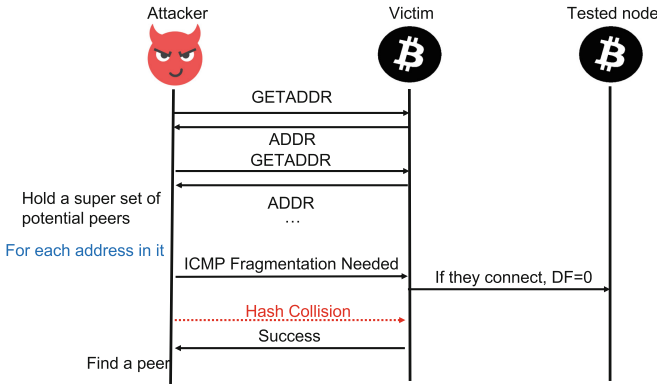 Attacker
Victim
Tested node
GETADDR
ADDR
GETADDR
Hold a super set of
potential peers
ADDR
...
For each address in it
ICMP Fragmentation Needed
If they connect, DF=0
Hash Collision
Success
Find a peer